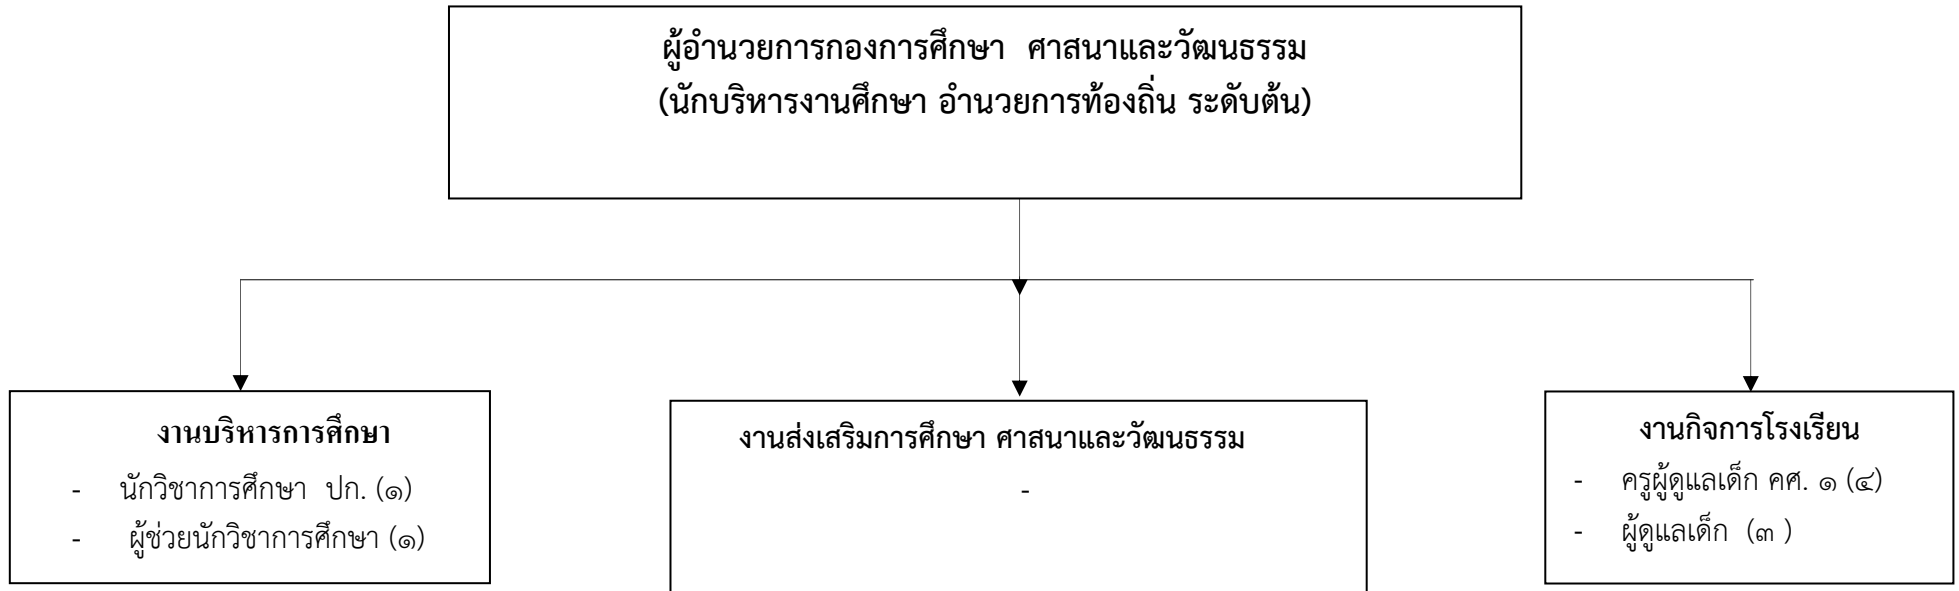 ผู้อำนวยการกองการศึกษา ศาสนาและวัฒนธรรม
(นักบริหารงานศึกษา อำนวยการท้องถิ่น ระดับต้น)
งานบริหารการศึกษา
- นักวิชาการศึกษา ปก. (๑)
- ผู้ช่วยนักวิชาการศึกษา (๑)
งานส่งเสริมการศึกษา ศาสนาและวัฒนธรรม
-
งานกิจการโรงเรียน
- ครูผู้ดูแลเด็ก คศ. ๑ (๔)
- ผู้ดูแลเด็ก (๓ )